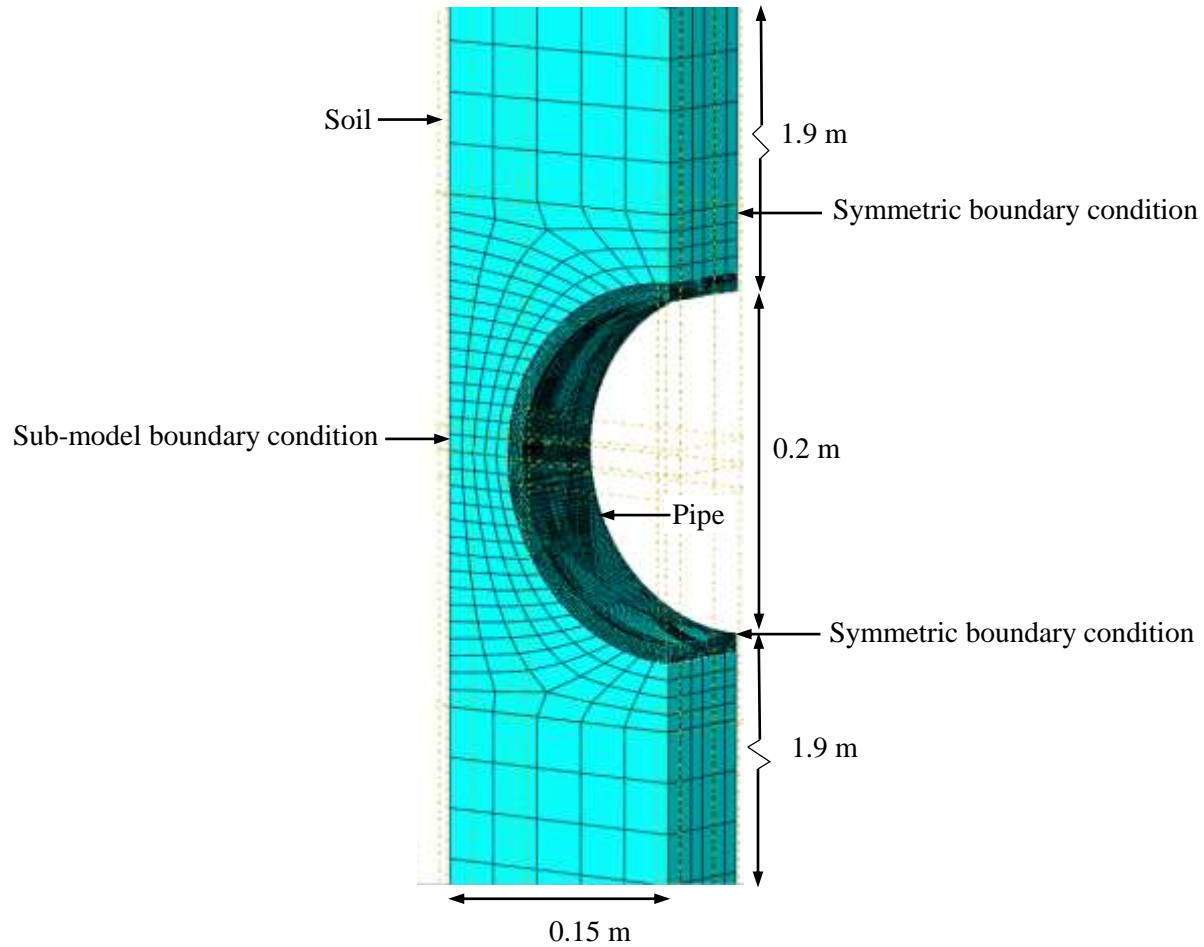 Soil
1.9 m
Symmetric boundary condition
Sub-model boundary condition
0.2 m
Pipe
Symmetric boundary condition
1.9 m
0.15 m